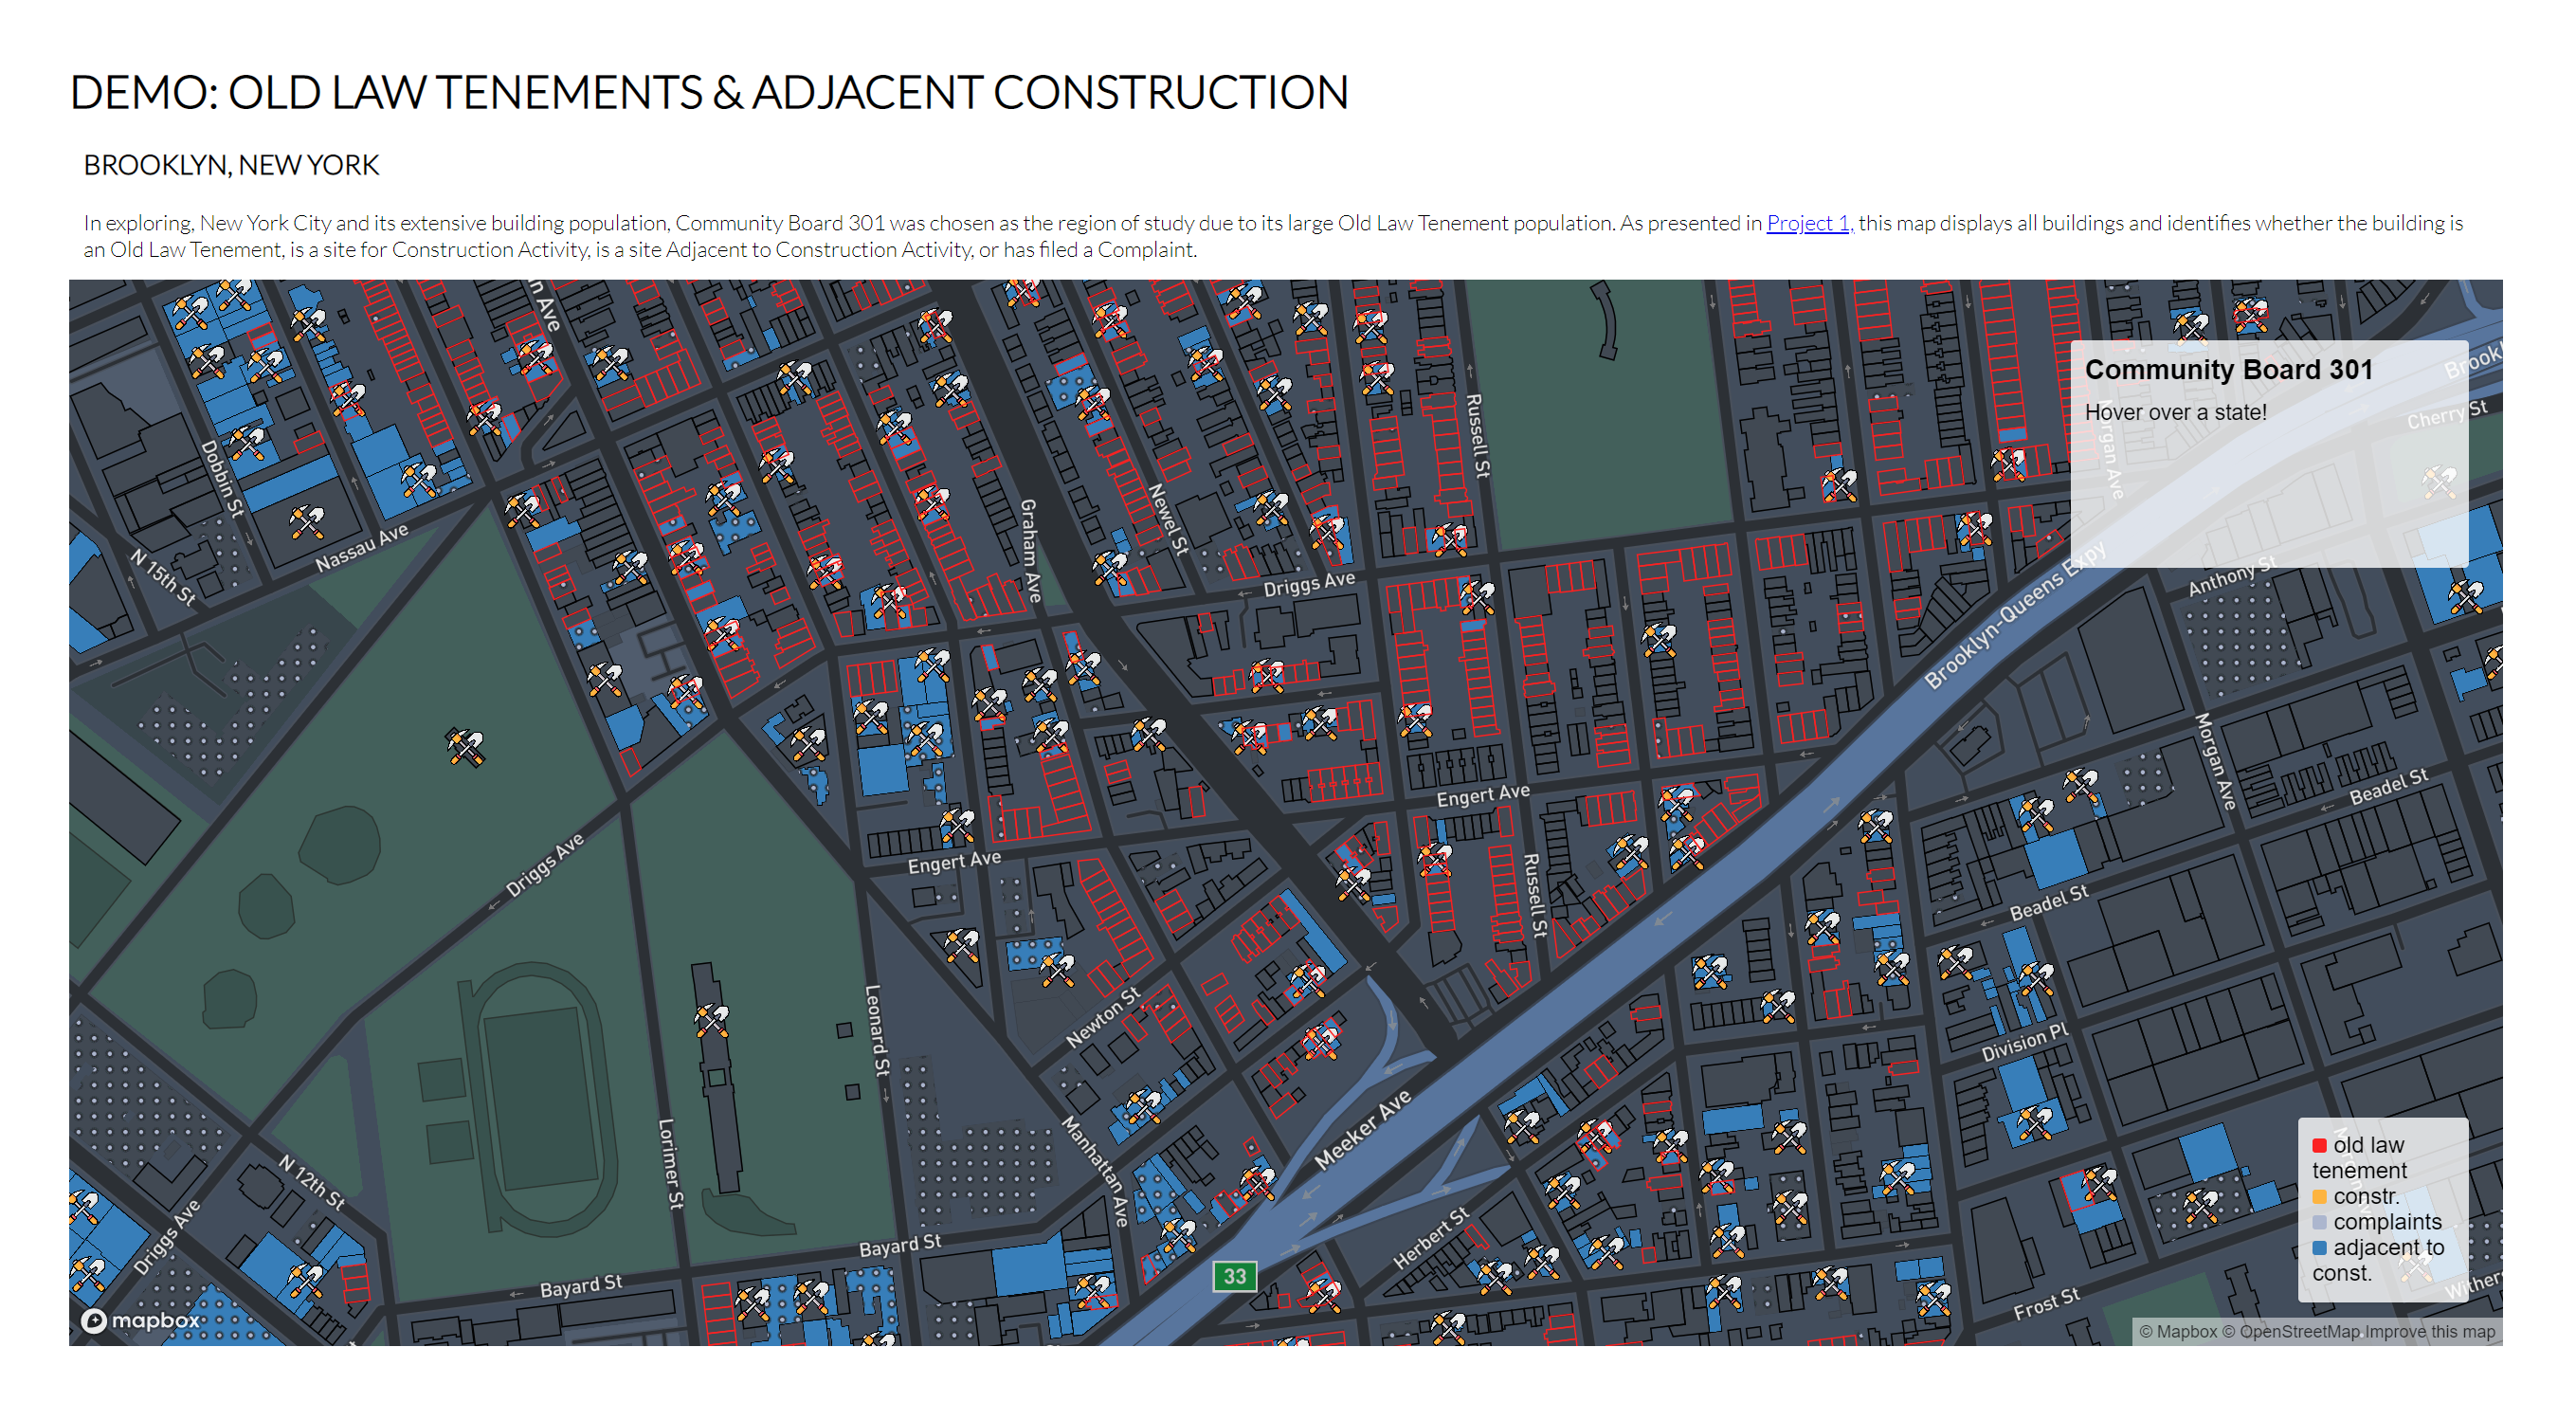 DEMO: OLD LAW TENEMENTS & ADJACENT CONSTRUCTION
BROOKLYN, NEW YORK
In exploring, New York City and its extensive building population, Community Board 301 was chosen as the region of study due to its large Old Law Tenement population. As presented in Project 1, this map displays all buildings and identifies whether the building is
an Old Law Tenement, is a site for Construction Activity, is a site Adjacent to Construction Activity, or has filed a Complaint.
n Ave
Community Board 301
Hover over a state!
Brookl
Cherry St
Morgan Ave
Russell St
Dobbin St
Nassau Ave
N 15th St
Graham Ave
Newel St
Driggs Ave
Anthony St
Brooklyn-Queens Expy
Morgan Ave
Beadel St
Engert Ave
Engert Ave
Driggs Ave
Russell St
Beadel St
Leonard St
Newton St
Division Pl
Meeker Ave
Manhattan Ave
Lorimer St
N 12th St
Driggs Ave
Bayard St
Bayard St
Herbert St
33
Frost St
Wither
old law
tenement
constr.
complaints
adjacent to
const.
mapbox
© Mapbox © OpenStreetMap Improve this map